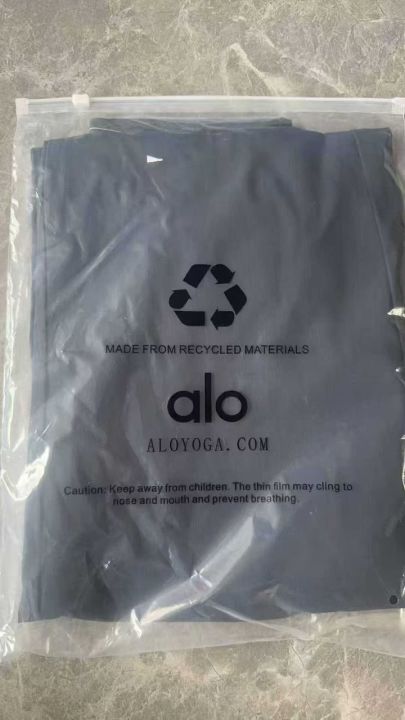 MADE FROM RECYCLED MATERIALS
alo
ALOYOGA.COM
Caution: Keep away from children. The thin film may cling to
nose and mouth and prevent breathing.